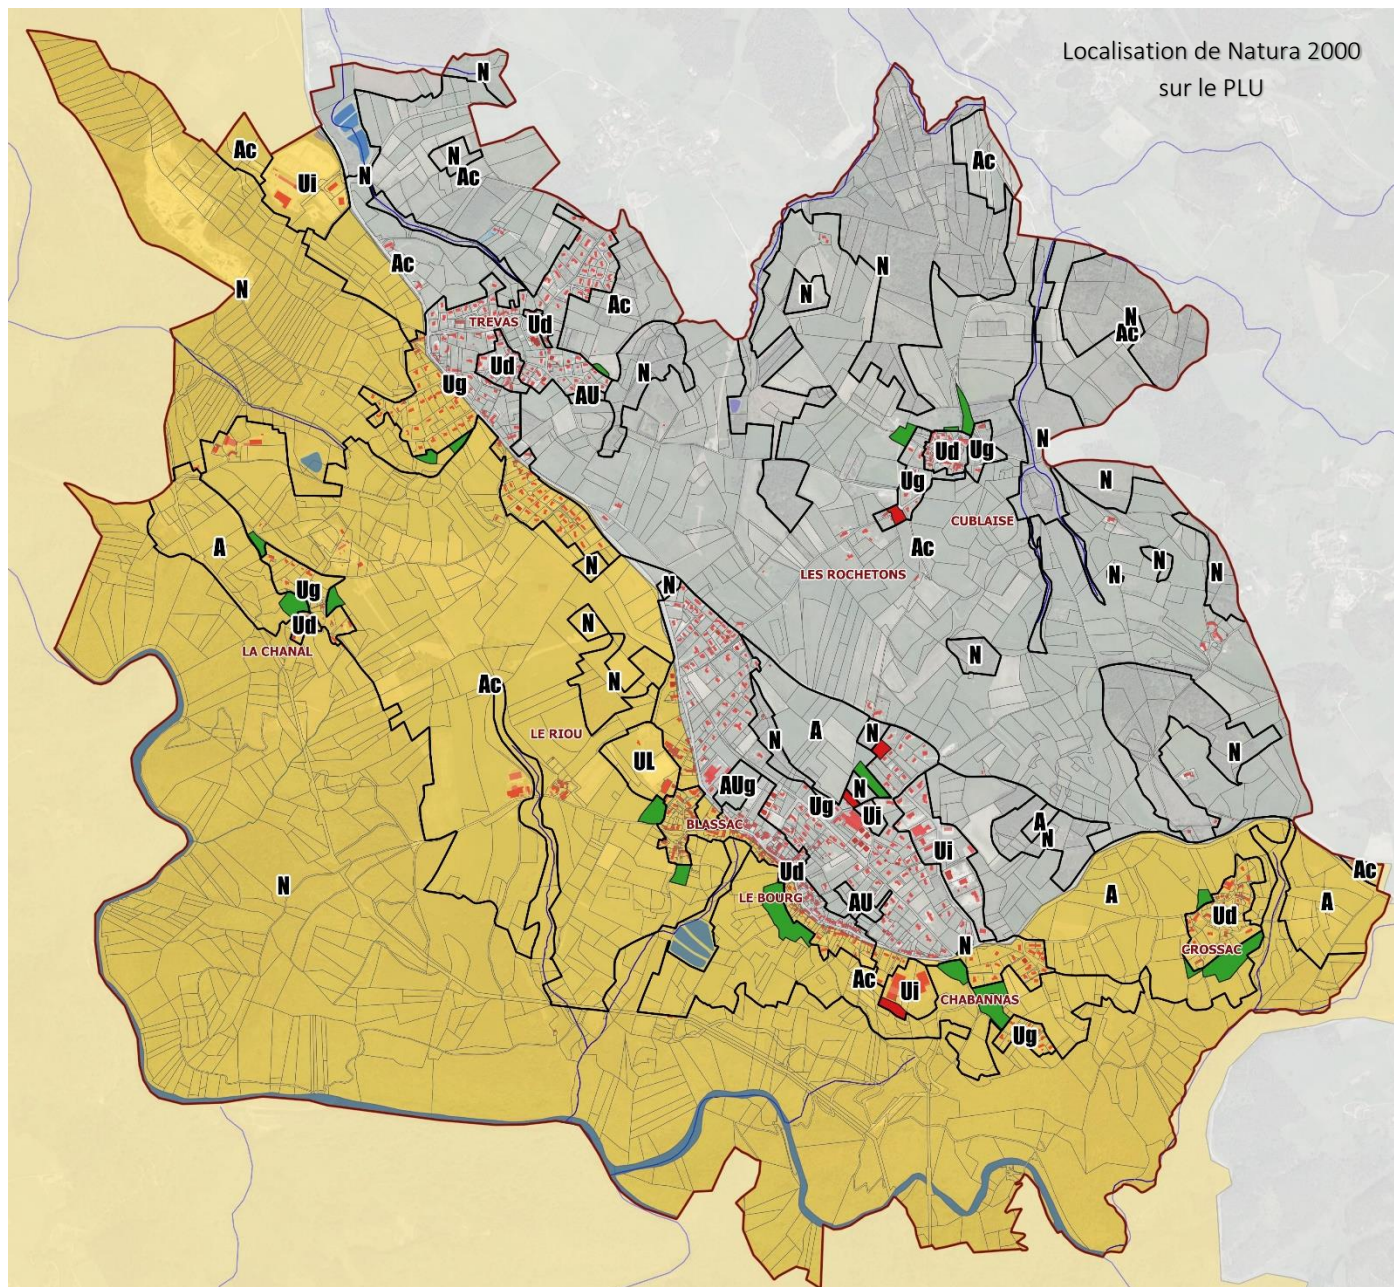 Localisation de Natura 2000
sur le PLU
N
N
Ac
Ac
Ui
N
Ac
Ac
N
N
N
Ac
N
Ac
TREVAS
Ud
Ud
Ug
AU
N
N
Ud
Ug
Ug
N
CUBLAISE
Ac
LES ROCHETONS
N
N
N
A
Ug
Ud
LA CHANAL
N
N
N
N
N
Ac
LE RIOU
N
UL
N
A
N
N
AUg
Ug
Ui
BLASSAC
A
N
Ui
N
Ud
LE BOURG
AU
N
A
Ac
Ud
A
CROSSAC
N
Ac
Ui
CHABANNAS
Ug